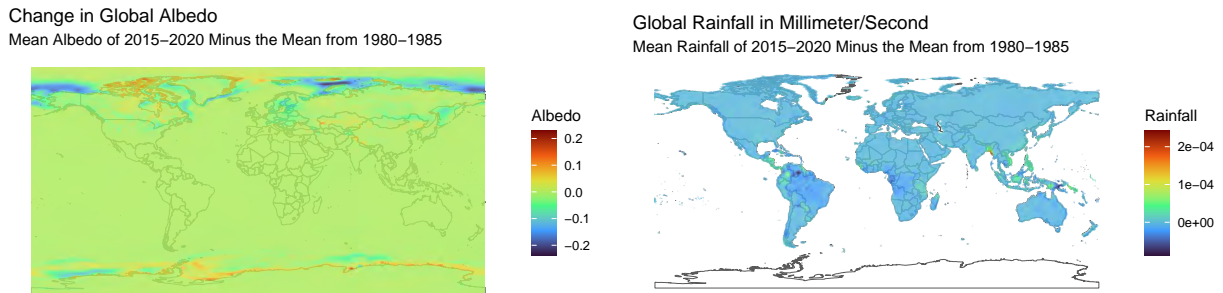 Change in Global Albedo
Mean Albedo of 2015−2020 Minus the Mean from 1980−1985
Albedo
0.2
0.1
0.0
−0.1
−0.2
Global Rainfall in Millimeter/Second
Mean Rainfall of 2015−2020 Minus the Mean from 1980−1985
Rainfall
2e−04
1e−04
0e+00